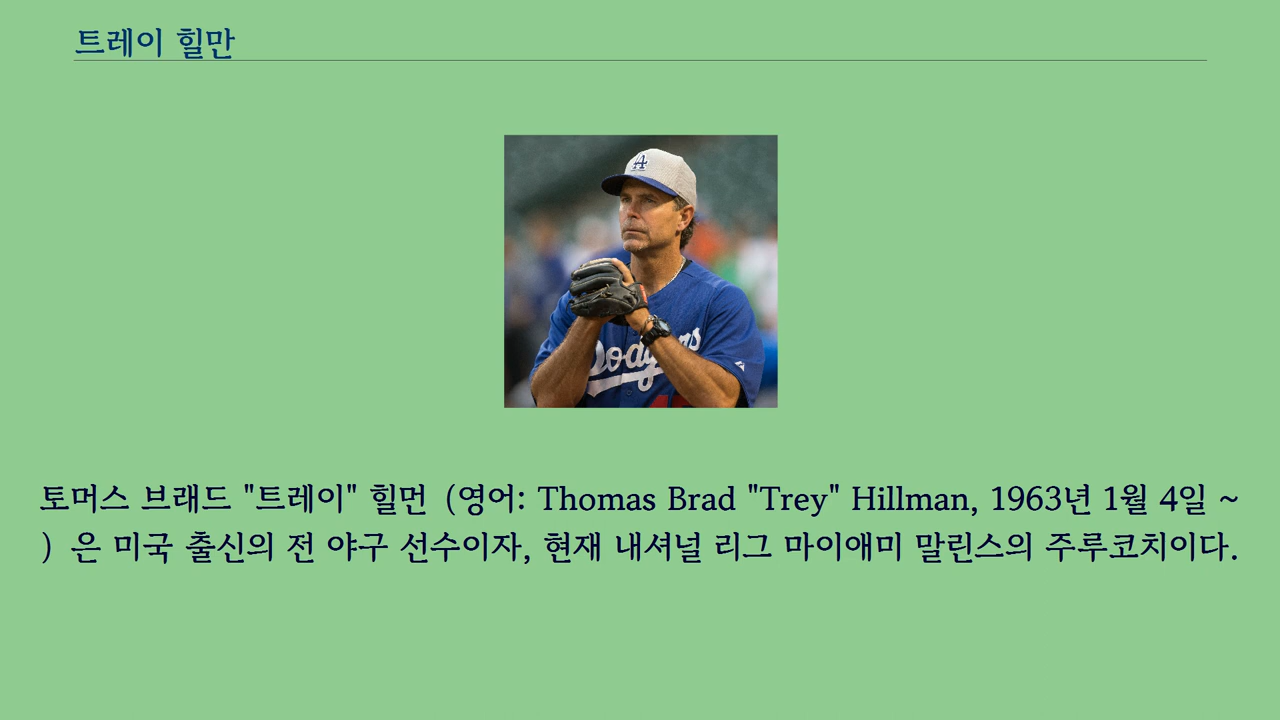 트레이 힐만
A
Dodgers
토머스 브래드 "트레이" 힐먼 (영어: Thomas Brad "Trey" Hillman, 1963년 1월 4일 ~
) 은 미국 출신의 전 야구 선수이자, 현재 내셔널 리그 마이애미 말린스의 주루코치이다.